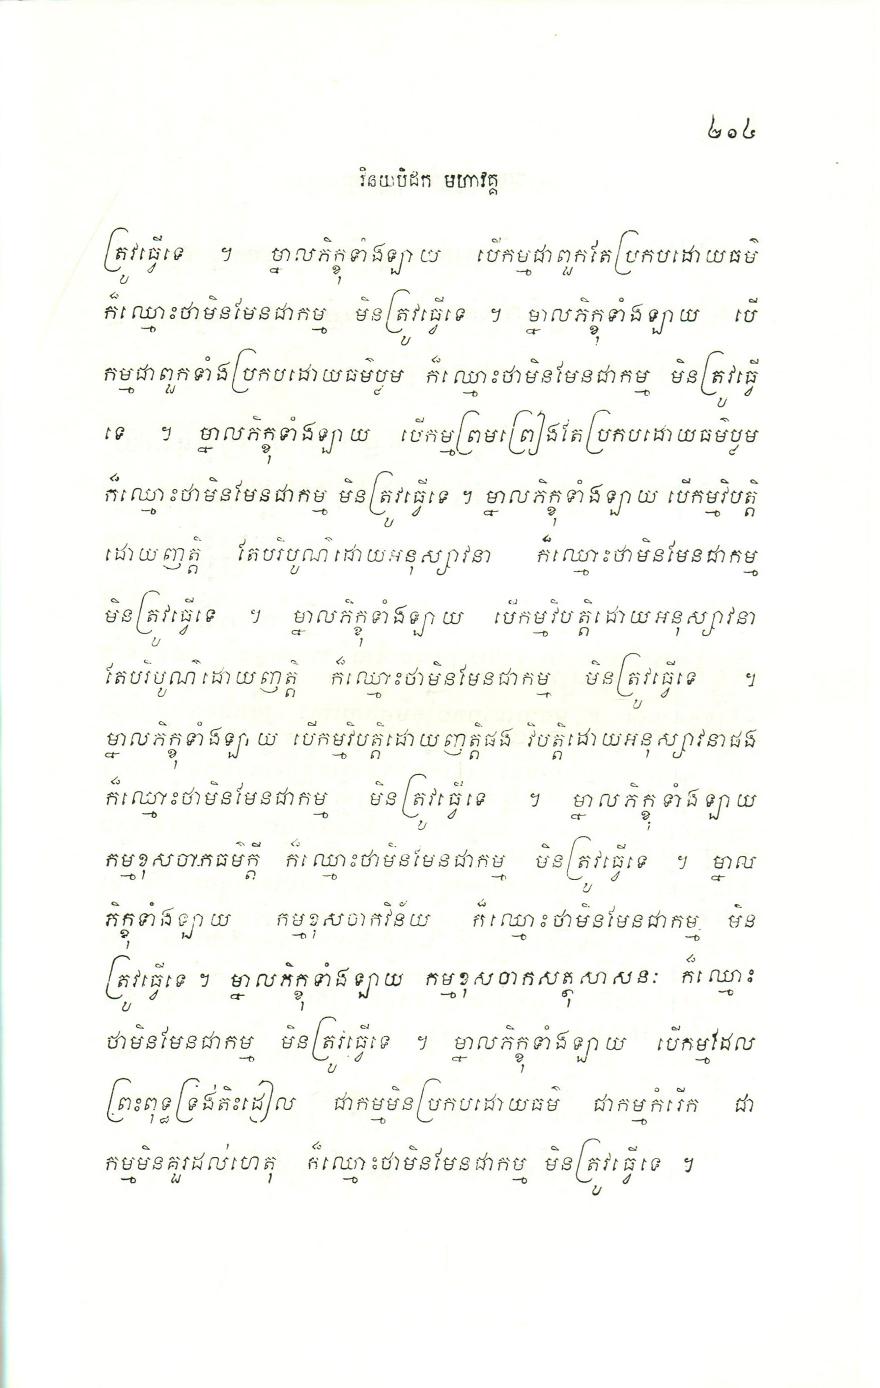 ២១៤
វិនយបិដក មហាវគ្គ
ត្រូវធ្វើទេ ។ ម្នាលភិក្ខុទាំងឡាយ បើកម្មជាពួកតែប្រកបដោយធម៌
ក៏ឈ្មោះថាមិនមែនជាកម្ម មិនត្រូវធ្វើទេ ។ ម្នាលភិក្ខុទាំងឡាយ បើ
កម្មជាពួកទាំងប្រកបដោយធម៌ប្លម ក៏ឈ្មោះថាមិនមែនជាកម្ម មិនត្រូវធ្វើ
ទេ ។ ម្នាលភិក្ខុទាំងឡាយ បើកម្មព្រមព្រៀងតែប្រកបដោយធម៌ប្លម
ក៏ឈ្មោះថាមិនមែនជាកម្ម មិនត្រូវធ្វើទេ ។ ម្នាលភិក្ខុទាំងឡាយ បើកម្មវិបត្តិ
ដោយញត្តិ តែបរិបូណ៌ដោយអនុស្សាវនា ក៏ឈ្មោះថាមិនមែនជាកម្ម
មិនត្រូវធ្វើទេ ។ ម្នាលភិក្ខុទាំងឡាយ បើកម្មវិបត្តិដោយអនុស្សាវនា
តែបរិបូណ៌ដោយញត្តិ ក៏ឈ្មោះថាមិនមែនជាកម្ម មិនត្រូវធ្វើទេ ។
ម្នាលភិក្ខុទាំងឡាយ បើកម្មវិបត្តិដោយញត្តិផង វិបត្តិដោយអនុស្សាវនាផង
ក៏ឈ្មោះថាមិនមែនជាកម្ម មិនត្រូវធ្វើទេ ។ ម្នាលភិក្ខុទាំងឡាយ
កម្មខុសចាកធម៌ក្តី ក៏ឈ្មោះថាមិនមែនជាកម្ម មិនត្រូវធ្វើទេ ។ ម្នាល
ភិក្ខុទាំងឡាយ កម្មខុសចាកវិន័យ ក៏ឈ្មោះថាមិនមែនជាកម្ម មិន
ត្រូវធ្វើទេ ។ ម្នាលភិក្ខុទាំងឡាយ កម្មខុសចាកសត្ថុសាសនៈ ក៏ឈ្មោះ
ថាមិនមែនជាកម្ម មិនត្រូវធ្វើទេ ។ ម្នាលភិក្ខុទាំងឡាយ បើកម្មដែល
ព្រះពុទ្ធទ្រង់តិះដៀល ជាកម្មមិនប្រកបដោយធម៌ ជាកម្មកំរើក ជា
កម្មមិនគួរដល់ហេតុ ក៏ឈ្មោះថាមិនមែនជាកម្ម មិនត្រូវធ្វើទេ ។